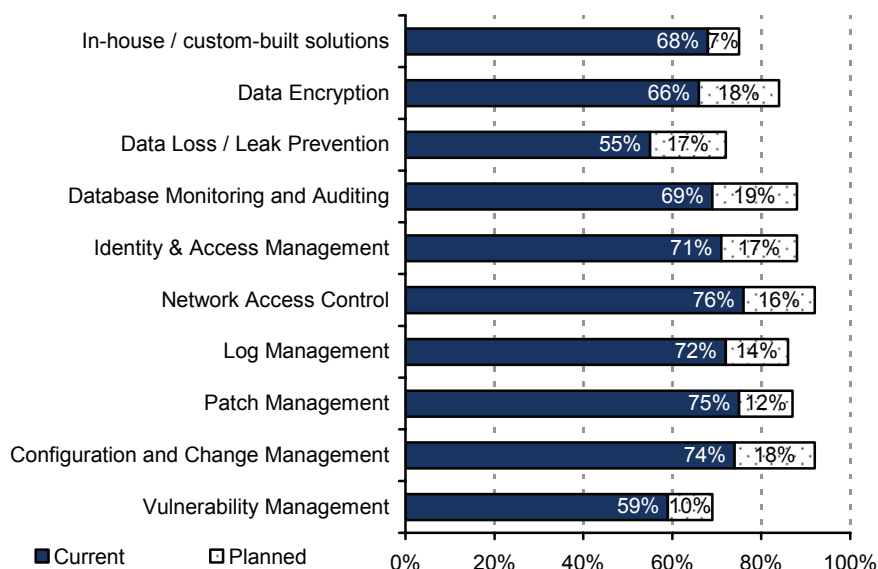 In-house / custom-built solutions 68% 7%
Data Encryption 66% 18%
Data Loss / Leak Prevention 55% 17%
Database Monitoring and Auditing 69% 19%
Identity & Access Management 71% 17%
Network Access Control 76% 16%
Log Management 72% 14%
Patch Management 75% 12%
Configuration and Change Management 74% 18%
Vulnerability Management 59% 10%
Current Planned 0% 20% 40% 60% 80% 100%